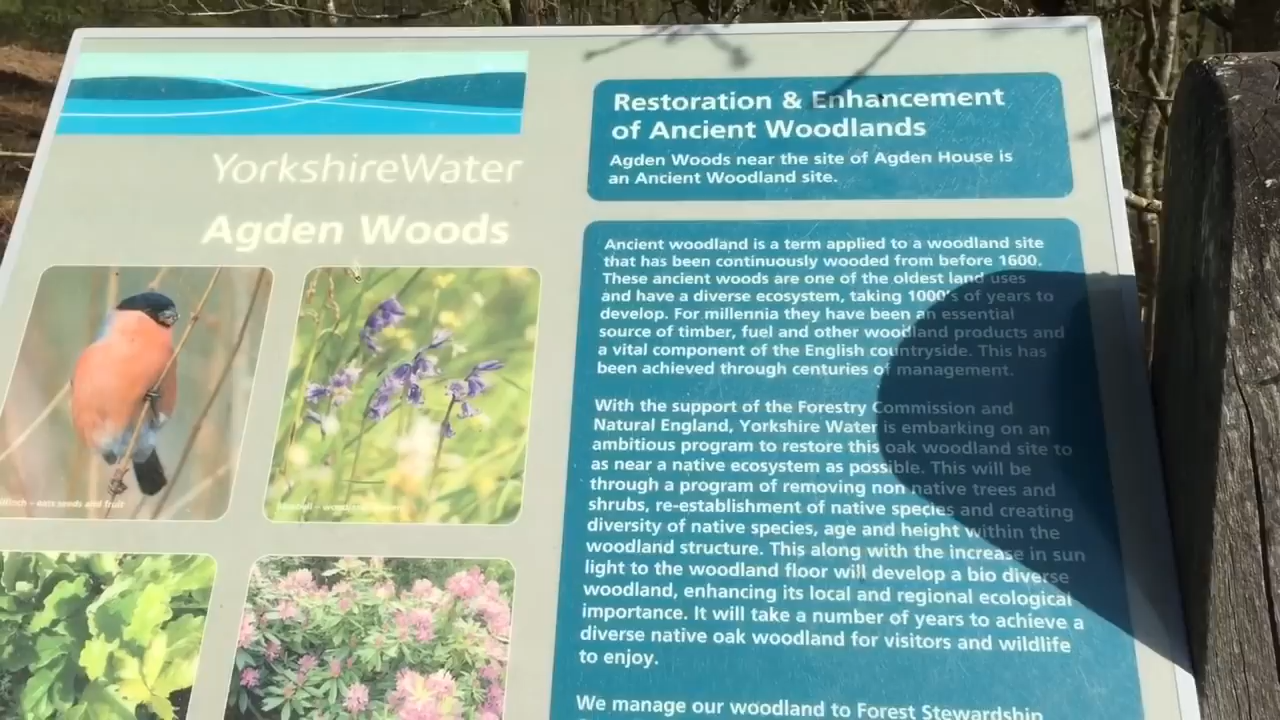 YorkshireWater
Agden Woods
Restoration & Enhancement
of Ancient Woodlands
Agden Woods near the site of Agden House is
an Ancient Woodland site.
Ancient woodland is a term applied to a woodland site
that has been continuously wooded from before 1600.
These ancient woods are one of the oldest land uses
and have a diverse ecosystem, taking 1000's of years to
develop. For millennia they have been an essential
source of timber, fuel and other woodland products and
a vital component of the English countryside. This has
been achieved through centuries of management.
With the support of the Forestry Commission and
Natural England, Yorkshire Water is embarking on an
ambitious program to restore this oak woodland site to
as near a native ecosystem as possible. This will be
through a program of removing non native trees and
shrubs, re-establishment of native species and creating
diversity of native species, age and height within the
woodland structure. This along with the increase in sun
light to the woodland floor will develop a bio diverse
woodland, enhancing its local and regional ecological
importance. It will take a number of years to achieve a
diverse native oak woodland for visitors and wildlife
to enjoy.
We manage our woodland to Forest Stewardship
– eats seeds and fruit